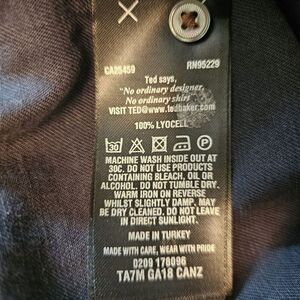 CA25459 RN95229
Ted says,
"No ordinary designer,
No ordinary shirt"
VISIT TED@www.tedbaker.com
100% LYOCELL
30 P
MACHINE WASH INSIDE OUT AT
30C. DO NOT USE PRODUCTS
CONTAINING BLEACH, OIL OR
ALCOHOL. DO NOT TUMBLE DRY.
WARM IRON ON REVERSE
WHILST SLIGHTLY DAMP. MAY
BE DRY CLEANED. DO NOT LEAVE
IN DIRECT SUNLIGHT.
MADE IN TURKEY
MADE WITH CARE, WEAR WITH PRIDE
0209 178096
TA7M GA18 CANZ